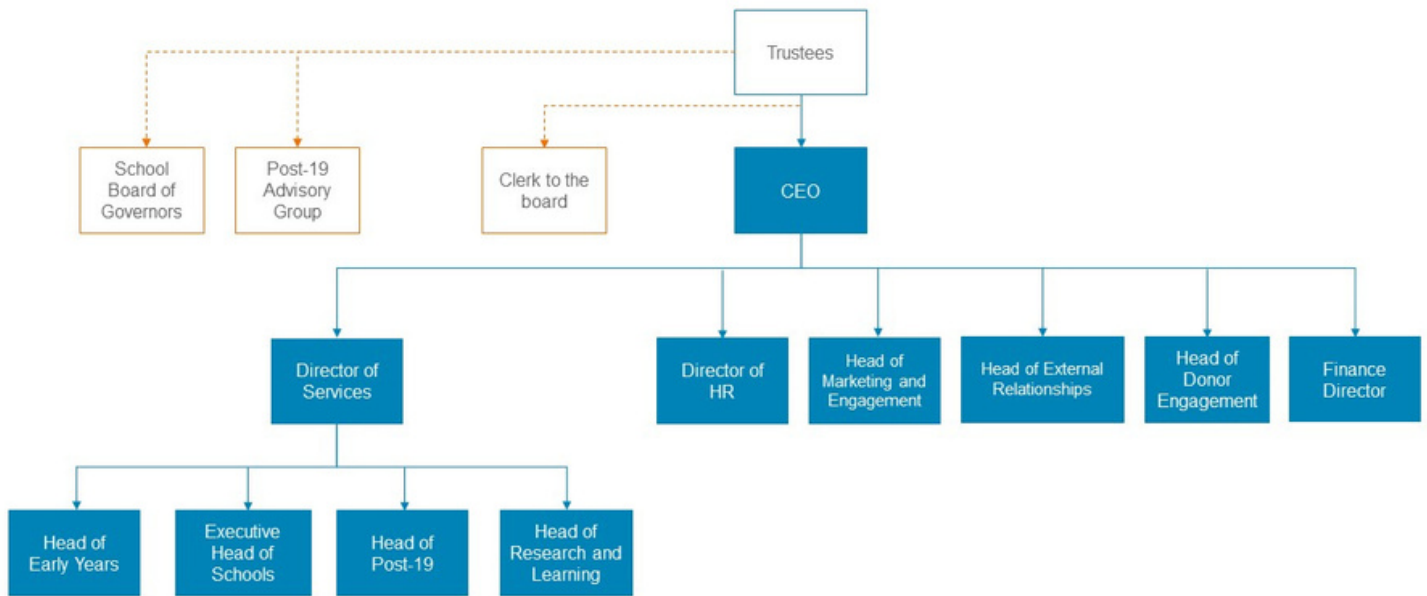 Trustees
School
Board of
Governors
Post-19
Advisory
Group
Clerk to the
board
CEO
Director of
Services
Director of
HR
Head of
Marketing and
Engagement
Head of External
Relationships
Head of
Donor
Engagement
Finance
Director
Head of
Early Years
Executive
Head of
Schools
Head of
Post-19
Head of
Research and
Learning